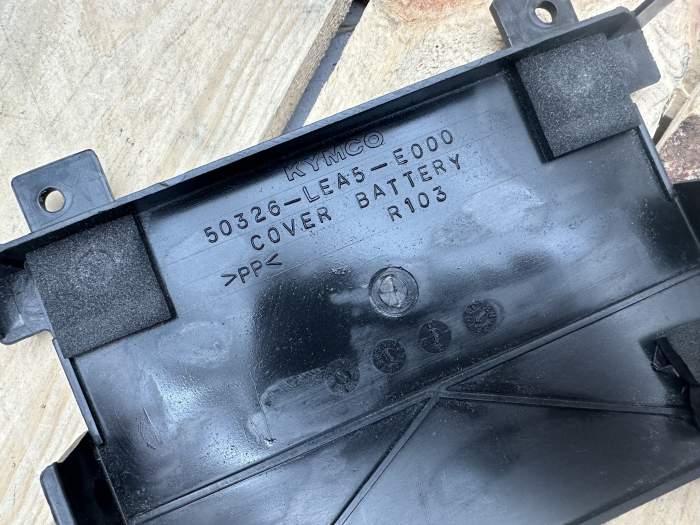 KYMCO
50326-LEA5-E000
COVER BATTERY
>PP< R103